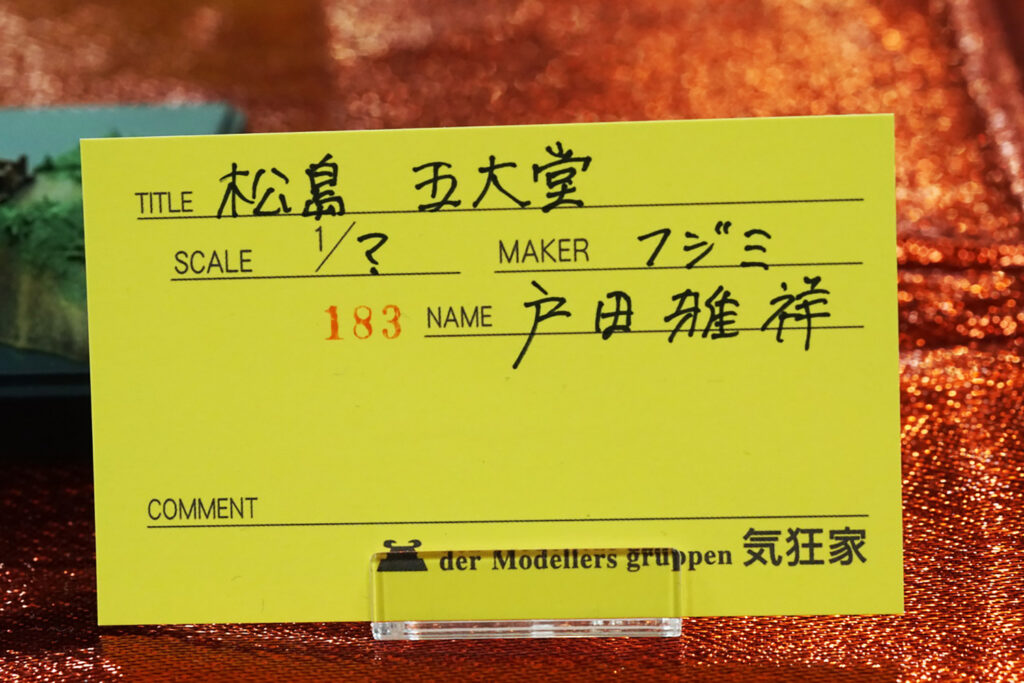 TITLE 松島 五大堂
SCALE 1/? MAKER フジミ
183 NAME 戸田雅祥
COMMENT
der Modellers gruppen 気狂家